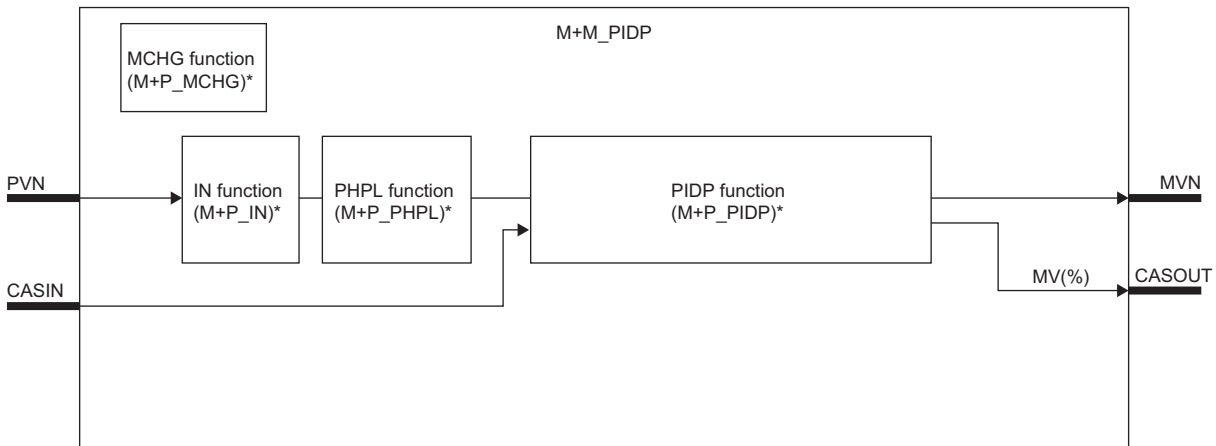 M+M_PIDP
MCHG function
(M+P_MCHG)*
PVN
IN function
(M+P_IN)*
PHPL function
(M+P_PHPL)*
PIDP function
(M+P_PIDP)*
MVN
CASIN
MV(%)
CASOUT